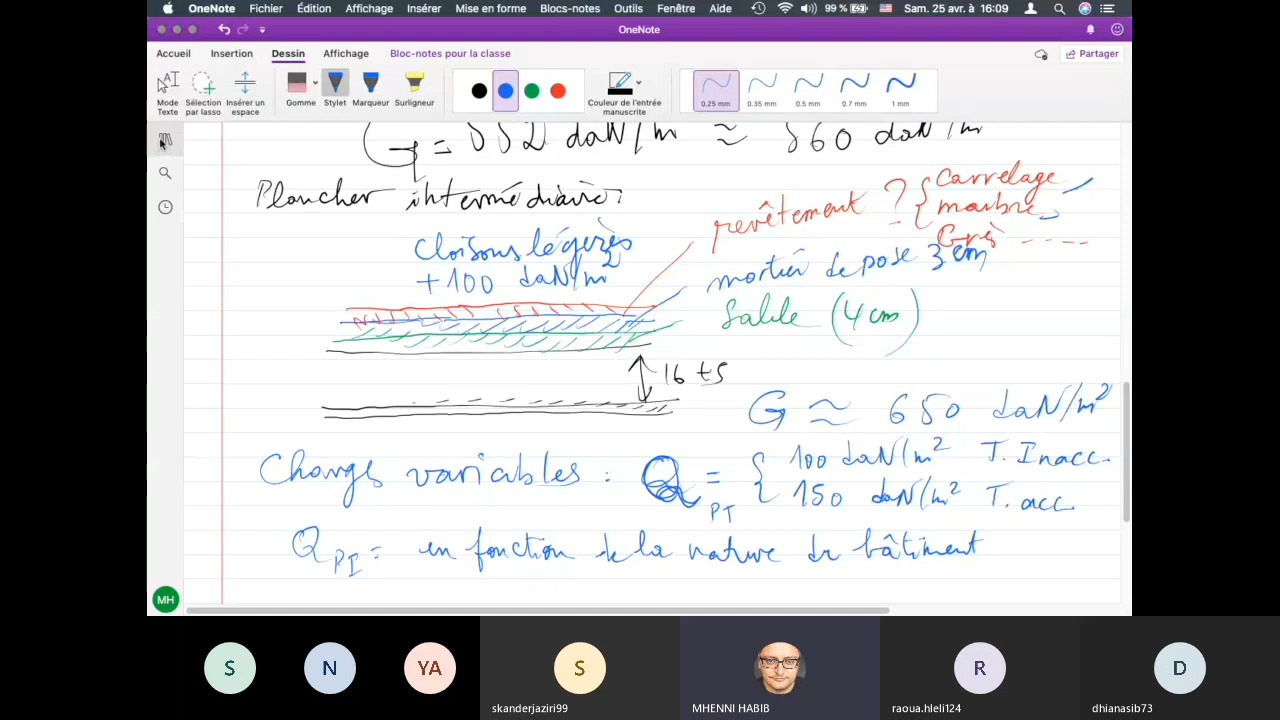 OneNote Fichier Édition Affichage Insérer Mise en forme Blocs-notes Outils Fenêtre Aide 99 % Sam. 25 avr. à 16:09
OneNote
Accueil Insertion Dessin Affichage Bloc-notes pour la classe Partager
Mode Texte
Sélection par lasso
Insérer un espace
Gomme Stylet Marqueur Surligneur
Couleur de l'entrée manuscrite
0.25 mm 0.35 mm 0.5 mm 0.7 mm 1 mm
= 552 daN/m ≈ 560 daN/m
Plancher intermédiaire:
revêtement ? { Carrelage
marbre
Grès ----
Cloisons légères
+100 daN/m²
mortier de pose 3 cm
Sable (4 cm)
16 + 5
G ≈ 650 daN/m²
Charges variables : Q PT = { 100 daN/m² T. Inacc.
150 daN/m² T. acc.
Q PI = en fonction de la nature de bâtiment
MH
S N YA S R D
skanderjaziri99 MHENNI HABIB raoua.hleli124 dhianasib73